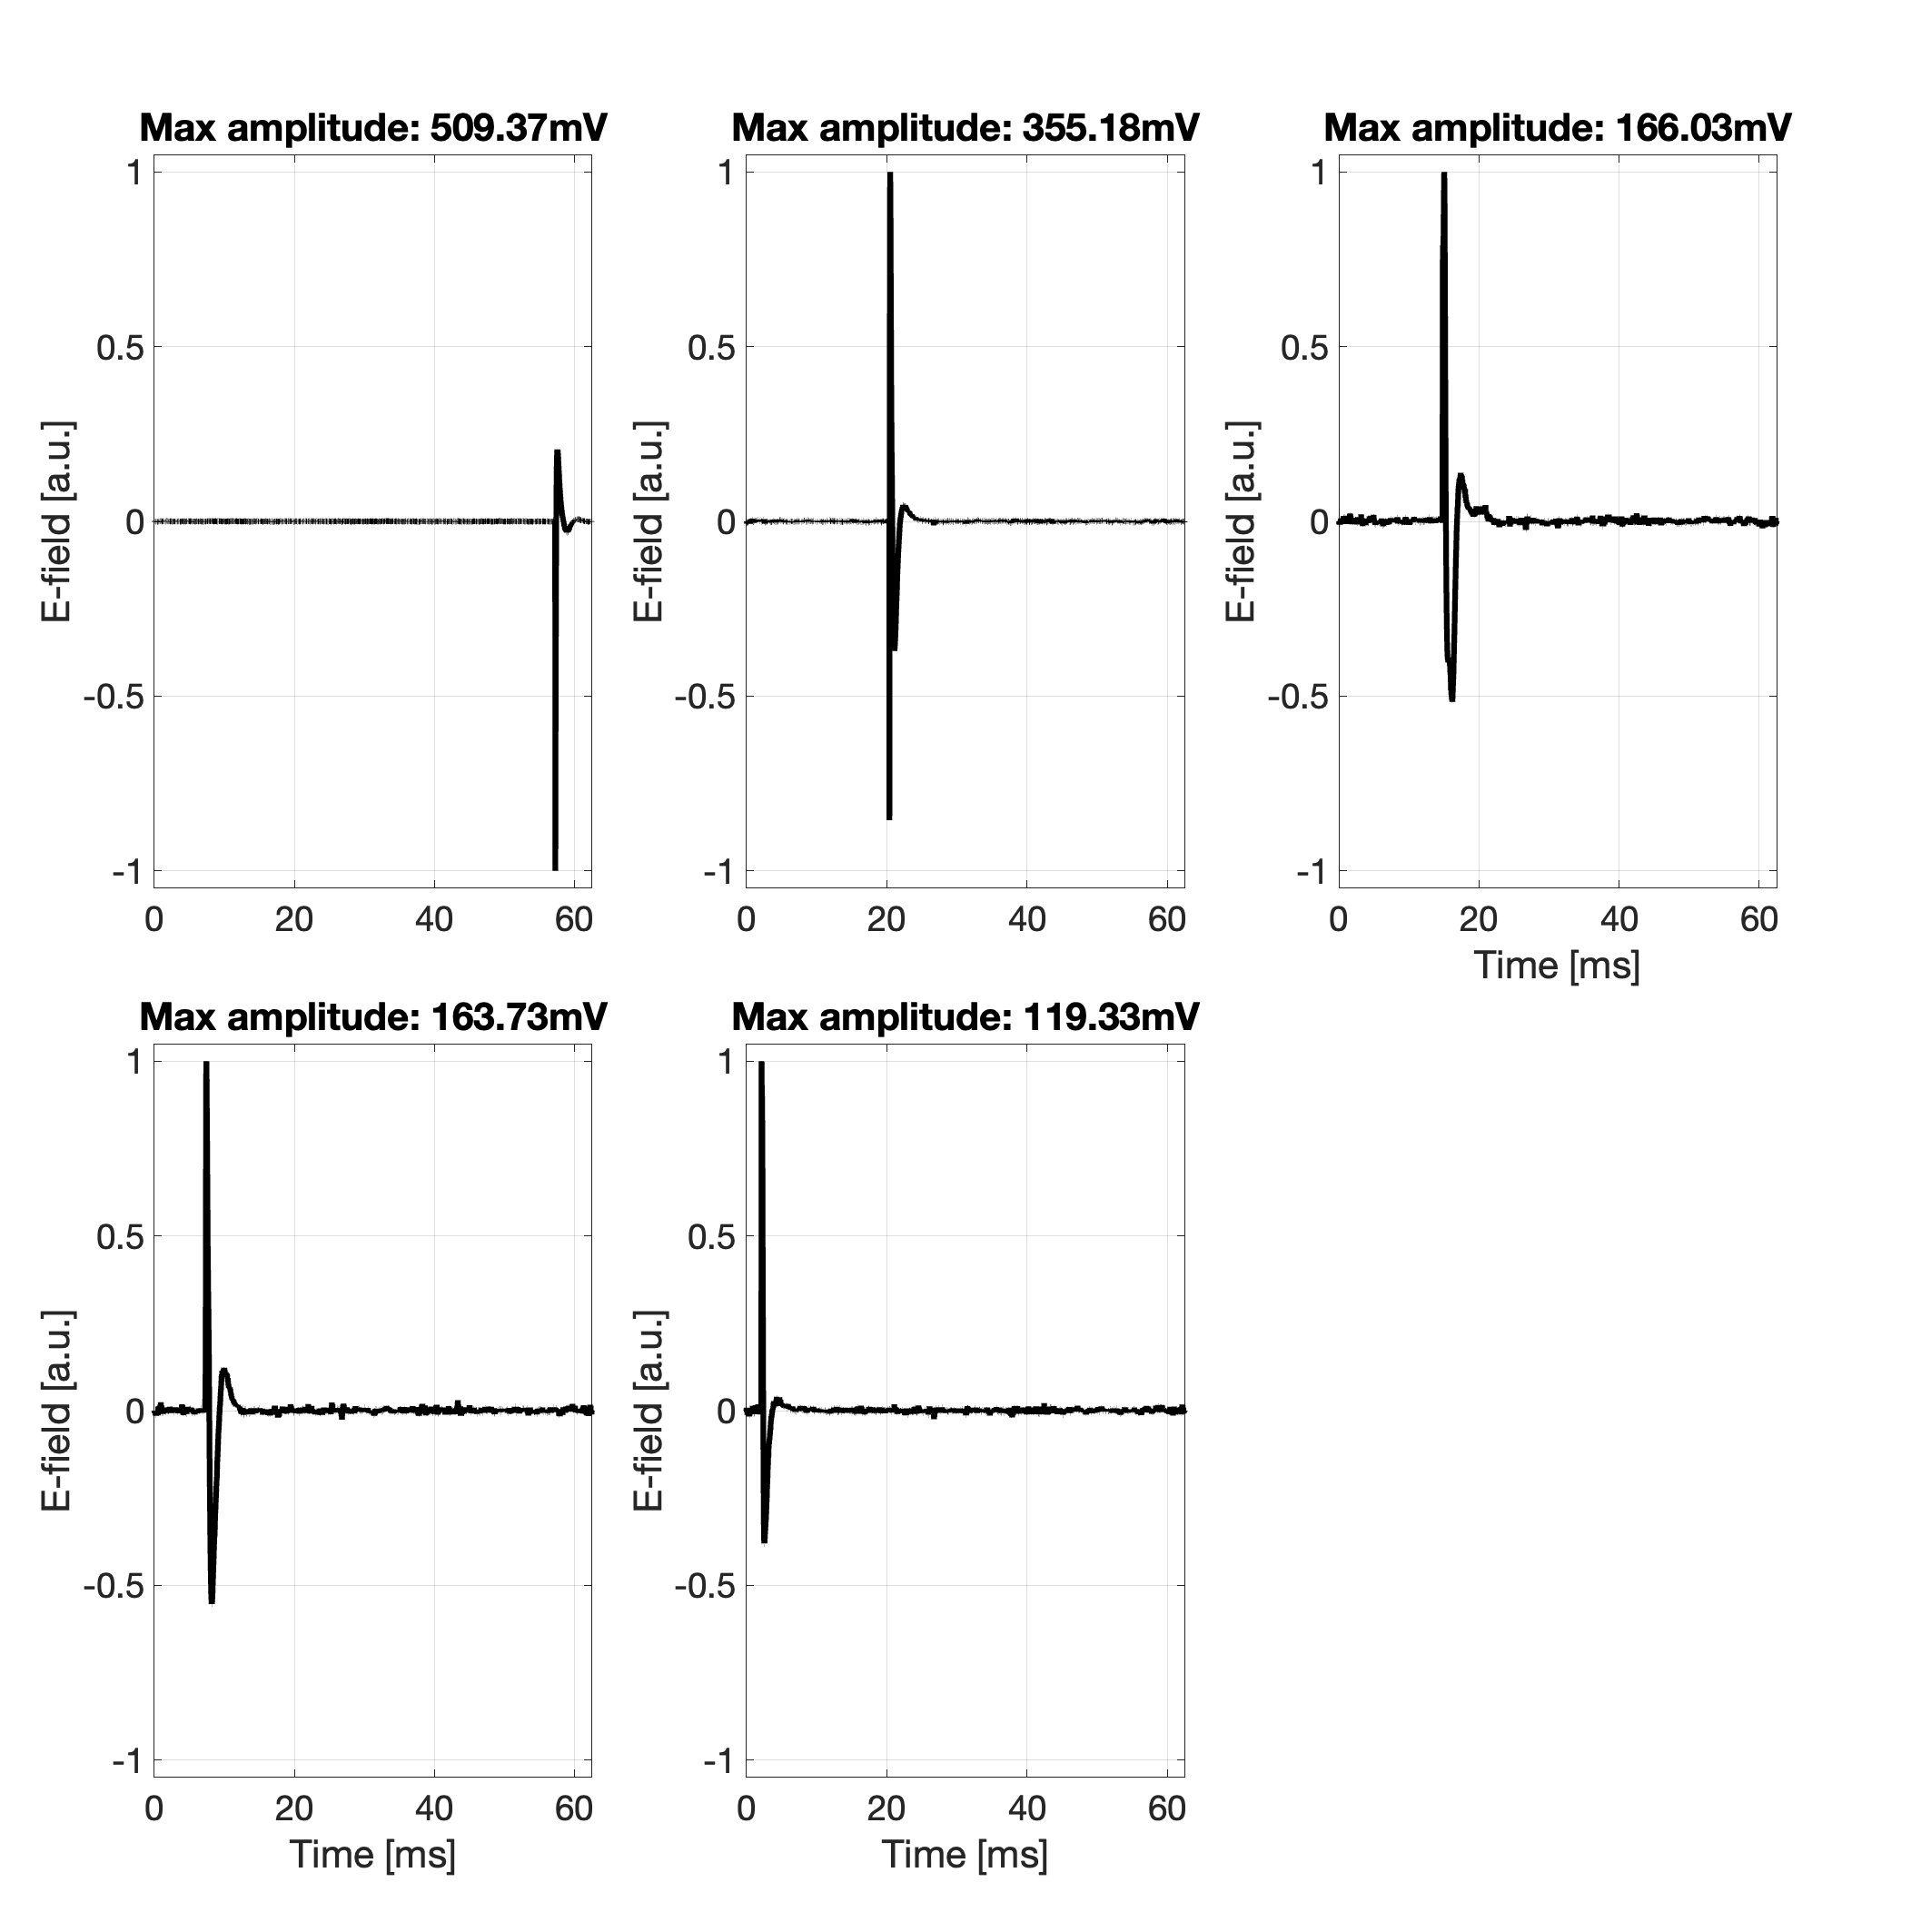 Max amplitude: 509.37mV
1
0.5
0
-0.5
-1
E-field [a.u.]
0 20 40 60
Max amplitude: 355.18mV
1
0.5
0
-0.5
-1
E-field [a.u.]
0 20 40 60
Max amplitude: 166.03mV
1
0.5
0
-0.5
-1
E-field [a.u.]
0 20 40 60
Time [ms]
Max amplitude: 163.73mV
1
0.5
0
-0.5
-1
E-field [a.u.]
0 20 40 60
Time [ms]
Max amplitude: 119.33mV
1
0.5
0
-0.5
-1
E-field [a.u.]
0 20 40 60
Time [ms]